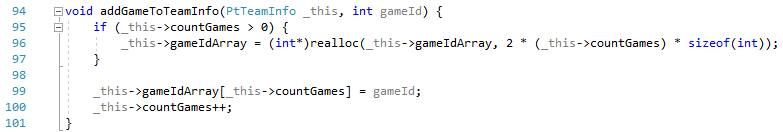 94 void addGameToTeamInfo(PtTeamInfo _this, int gameId) {
95 if (_this->countGames > 0) {
96 _this->gameIdArray = (int*)realloc(_this->gameIdArray, 2 * (_this->countGames) * sizeof(int));
97 }
98
99 _this->gameIdArray[_this->countGames] = gameId;
100 _this->countGames++;
101 }